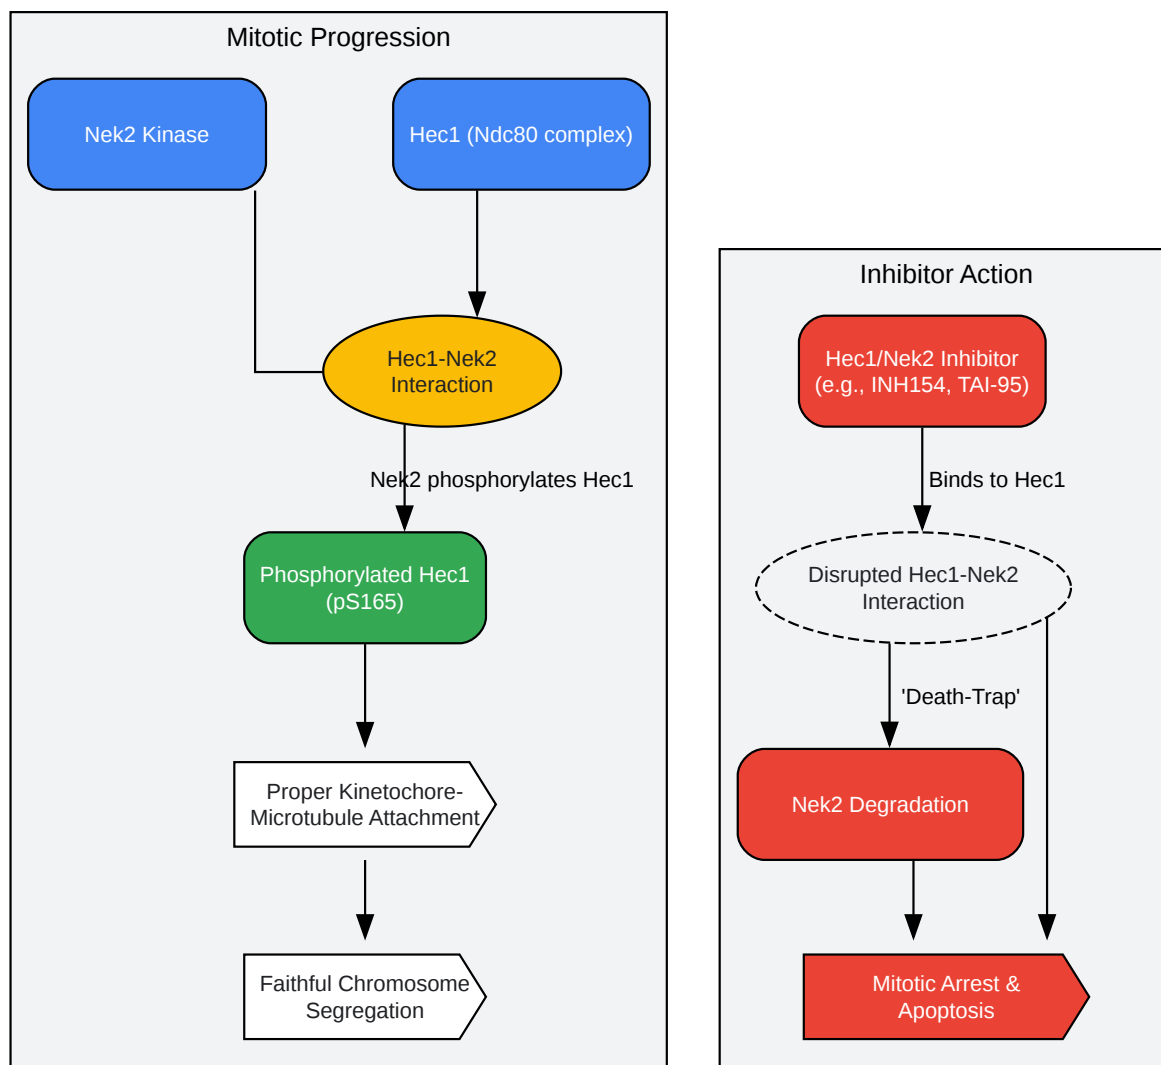 Mitotic Progression
Nek2 Kinase
Hec1 (Ndc80 complex)
Hec1-Nek2
Interaction
Nek2 phosphorylates Hec1
Phosphorylated Hec1
(pS165)
Proper Kinetochore-
Microtubule Attachment
Faithful Chromosome
Segregation
Inhibitor Action
Hec1/Nek2 Inhibitor
(e.g., INH154, TAI-95)
Binds to Hec1
Disrupted Hec1-Nek2
Interaction
'Death-Trap'
Nek2 Degradation
Mitotic Arrest &
Apoptosis